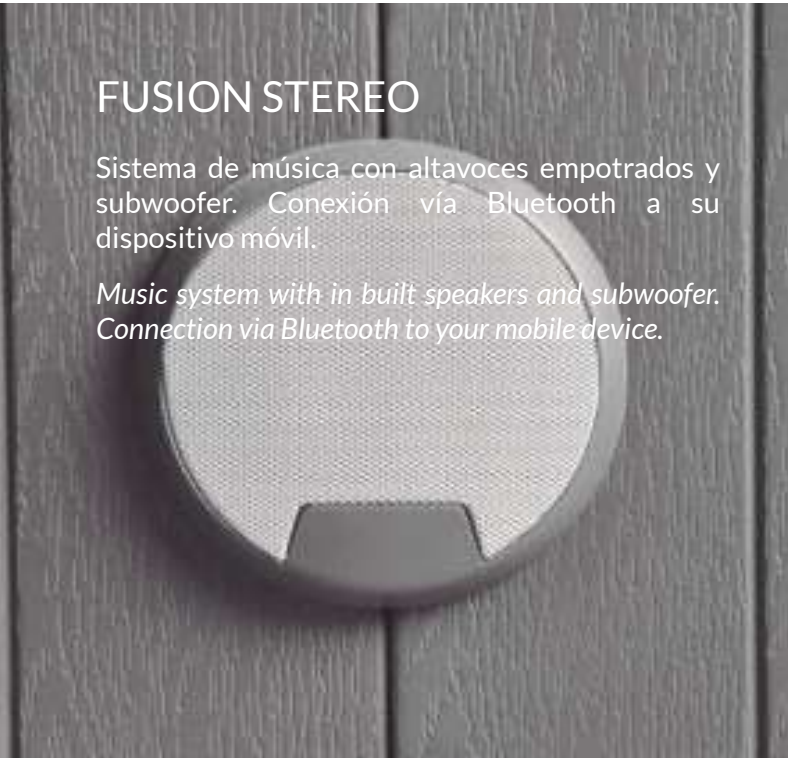 FUSION STEREO
Sistema de música con altavoces empotrados y
subwoofer. Conexión vía Bluetooth a su
dispositivo móvil.
Music system with in built speakers and subwoofer.
Connection via Bluetooth to your mobile device.